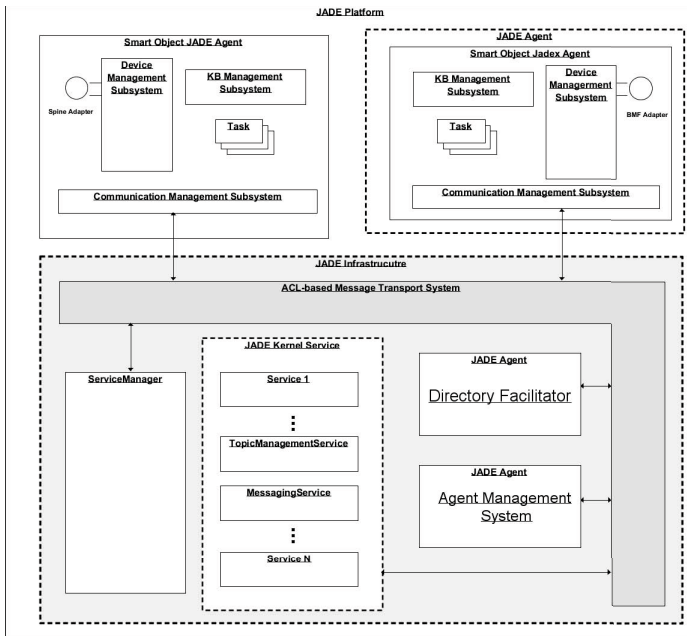 JADE Platform
Smart Object JADE Agent
Device
Management
Subsystem
KB Management
Subsystem
Spine Adapter
Task
Communication Management Subsystem
JADE Agent
Smart Object Jadex Agent
KB Management
Subsystem
Device
Managerment
Subsystem
BMF Adapter
Task
Communication Management Subsystem
JADE Infrastrucutre
ACL-based Message Transport System
ServiceManager
JADE Kernel Service
Service 1
TopicManagementService
MessagingService
Service N
JADE Agent
Directory Facilitator
JADE Agent
Agent Management
System